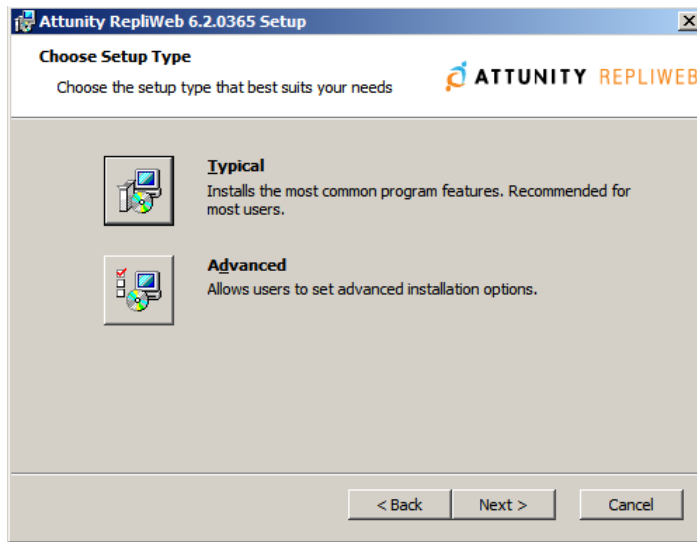 Attunity RepliWeb 6.2.0365 Setup
Choose Setup Type
Choose the setup type that best suits your needs
ATTUNITY REPLIWEB
Typical
Installs the most common program features. Recommended for
most users.
Advanced
Allows users to set advanced installation options.
< Back Next > Cancel